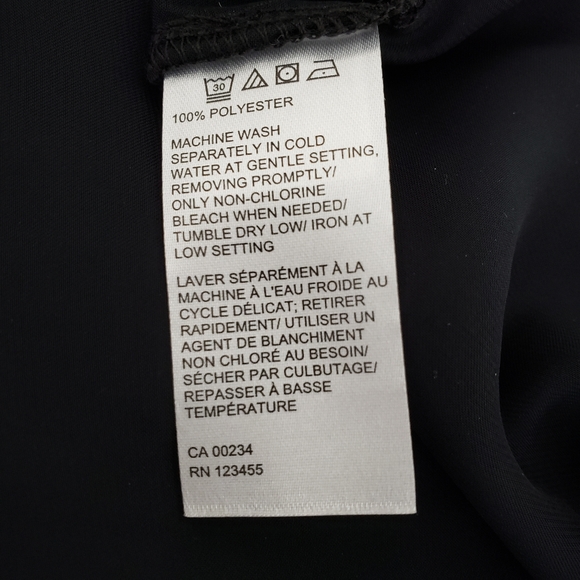 30
100% POLYESTER
MACHINE WASH
SEPARATELY IN COLD
WATER AT GENTLE SETTING,
REMOVING PROMPTLY/
ONLY NON-CHLORINE
BLEACH WHEN NEEDED/
TUMBLE DRY LOW/ IRON AT
LOW SETTING
LAVER SÉPARÉMENT À LA
MACHINE À L'EAU FROIDE AU
CYCLE DÉLICAT; RETIRER
RAPIDEMENT/ UTILISER UN
AGENT DE BLANCHIMENT
NON CHLORÉ AU BESOIN/
SÉCHER PAR CULBUTAGE/
REPASSER À BASSE
TEMPÉRATURE
CA 00234
RN 123455